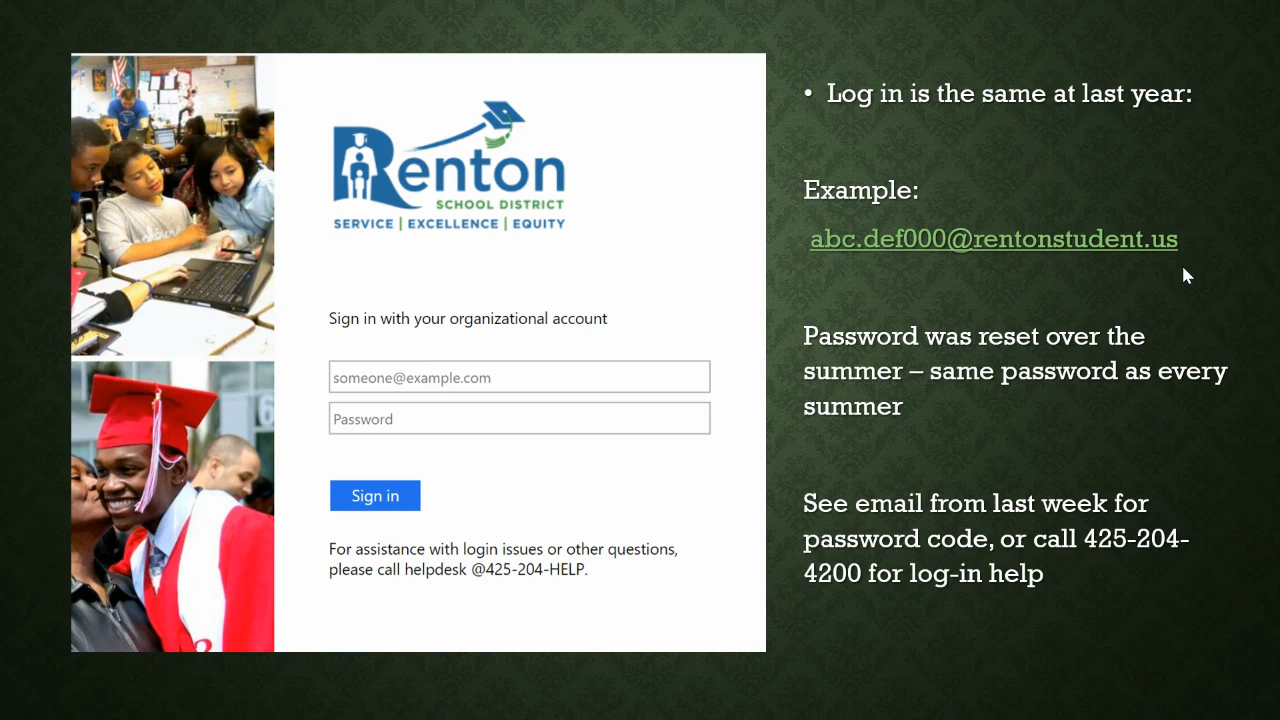 Renton
SCHOOL DISTRICT
SERVICE | EXCELLENCE | EQUITY
Sign in with your organizational account
someone@example.com
Password
Sign in
For assistance with login issues or other questions,
please call helpdesk @425-204-HELP.
• Log in is the same at last year:
Example:
abc.def000@rentonstudent.us
Password was reset over the
summer – same password as every
summer
See email from last week for
password code, or call 425-204-
4200 for log-in help